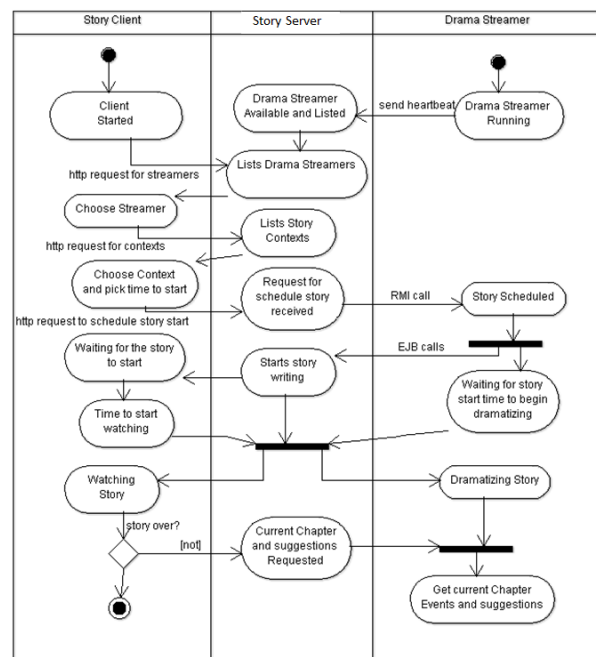 Story Client
Story Server
Drama Streamer
Client
Started
Drama Streamer
Available and Listed
send heartbeat
Drama Streamer
Running
http request for streamers
Lists Drama Streamers
Choose Streamer
http request for contexts
Lists Story
Contexts
Choose Context
and pick time to start
Request for
schedule story
received
RMI call
Story Scheduled
http request to schedule story start
EJB calls
Waiting for the story
to start
Starts story
writing
Waiting for story
start time to begin
dramatizing
Time to start
watching
Watching
Story
Dramatizing Story
story over?
[not]
Current Chapter
and suggestions
Requested
Get current Chapter
Events and suggestions